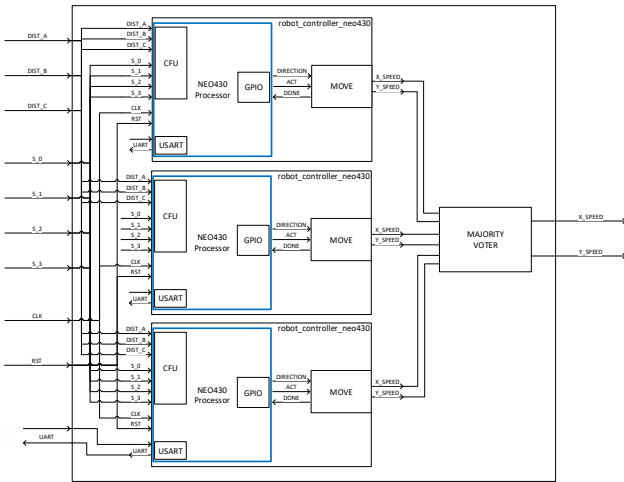 DIST_A
DIST_B
DIST_C
S_0
S_1
S_2
S_3
CLK
RST
UART
robot_controller_neo430
DIST_A
DIST_B
DIST_C
S_0
S_1
S_2
S_3
CLK
RST
UART
CFU
NEO430
Processor
GPIO
USART
DIRECTION
ACT
DONE
MOVE
X_SPEED
Y_SPEED
robot_controller_neo430
DIST_A
DIST_B
DIST_C
S_0
S_1
S_2
S_3
CLK
RST
UART
CFU
NEO430
Processor
GPIO
USART
DIRECTION
ACT
DONE
MOVE
X_SPEED
Y_SPEED
robot_controller_neo430
DIST_A
DIST_B
DIST_C
S_0
S_1
S_2
S_3
CLK
RST
UART
CFU
NEO430
Processor
GPIO
USART
DIRECTION
ACT
DONE
MOVE
X_SPEED
Y_SPEED
MAJORITY
VOTER
X_SPEED
Y_SPEED